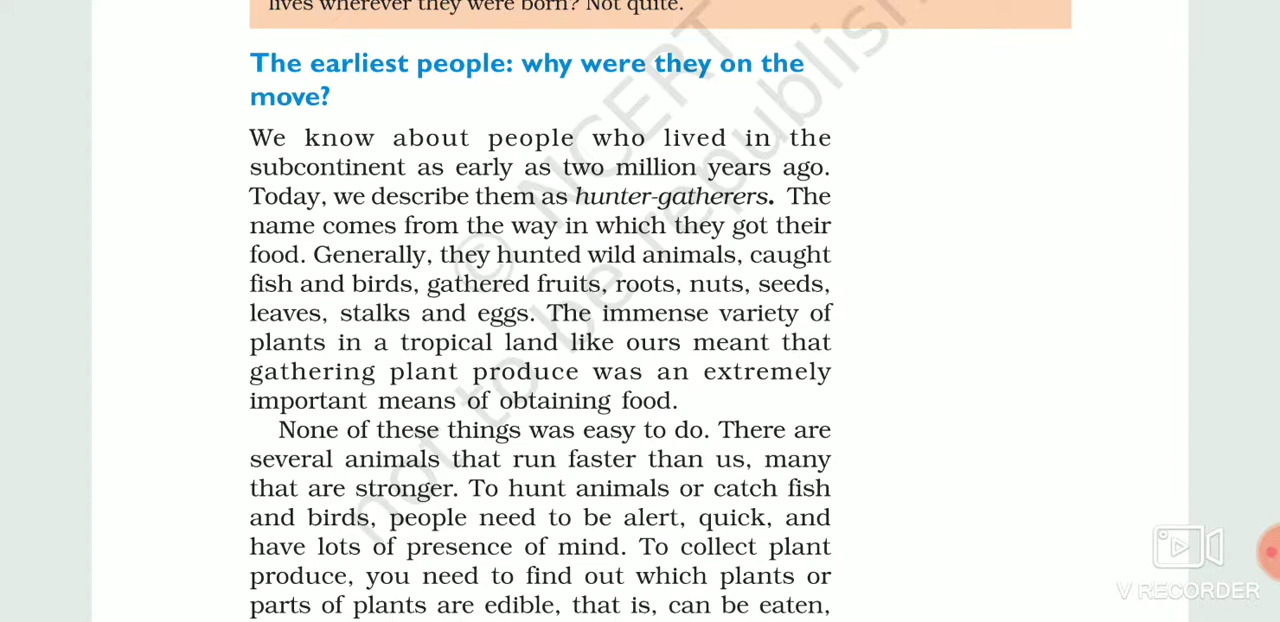 lives wherever they were born? Not quite.
The earliest people: why were they on the
move?
We know about people who lived in the
subcontinent as early as two million years ago.
Today, we describe them as hunter-gatherers. The
name comes from the way in which they got their
food. Generally, they hunted wild animals, caught
fish and birds, gathered fruits, roots, nuts, seeds,
leaves, stalks and eggs. The immense variety of
plants in a tropical land like ours meant that
gathering plant produce was an extremely
important means of obtaining food.
None of these things was easy to do. There are
several animals that run faster than us, many
that are stronger. To hunt animals or catch fish
and birds, people need to be alert, quick, and
have lots of presence of mind. To collect plant
produce, you need to find out which plants or
parts of plants are edible, that is, can be eaten,
© NCERT
not to be republish
V RECORDER